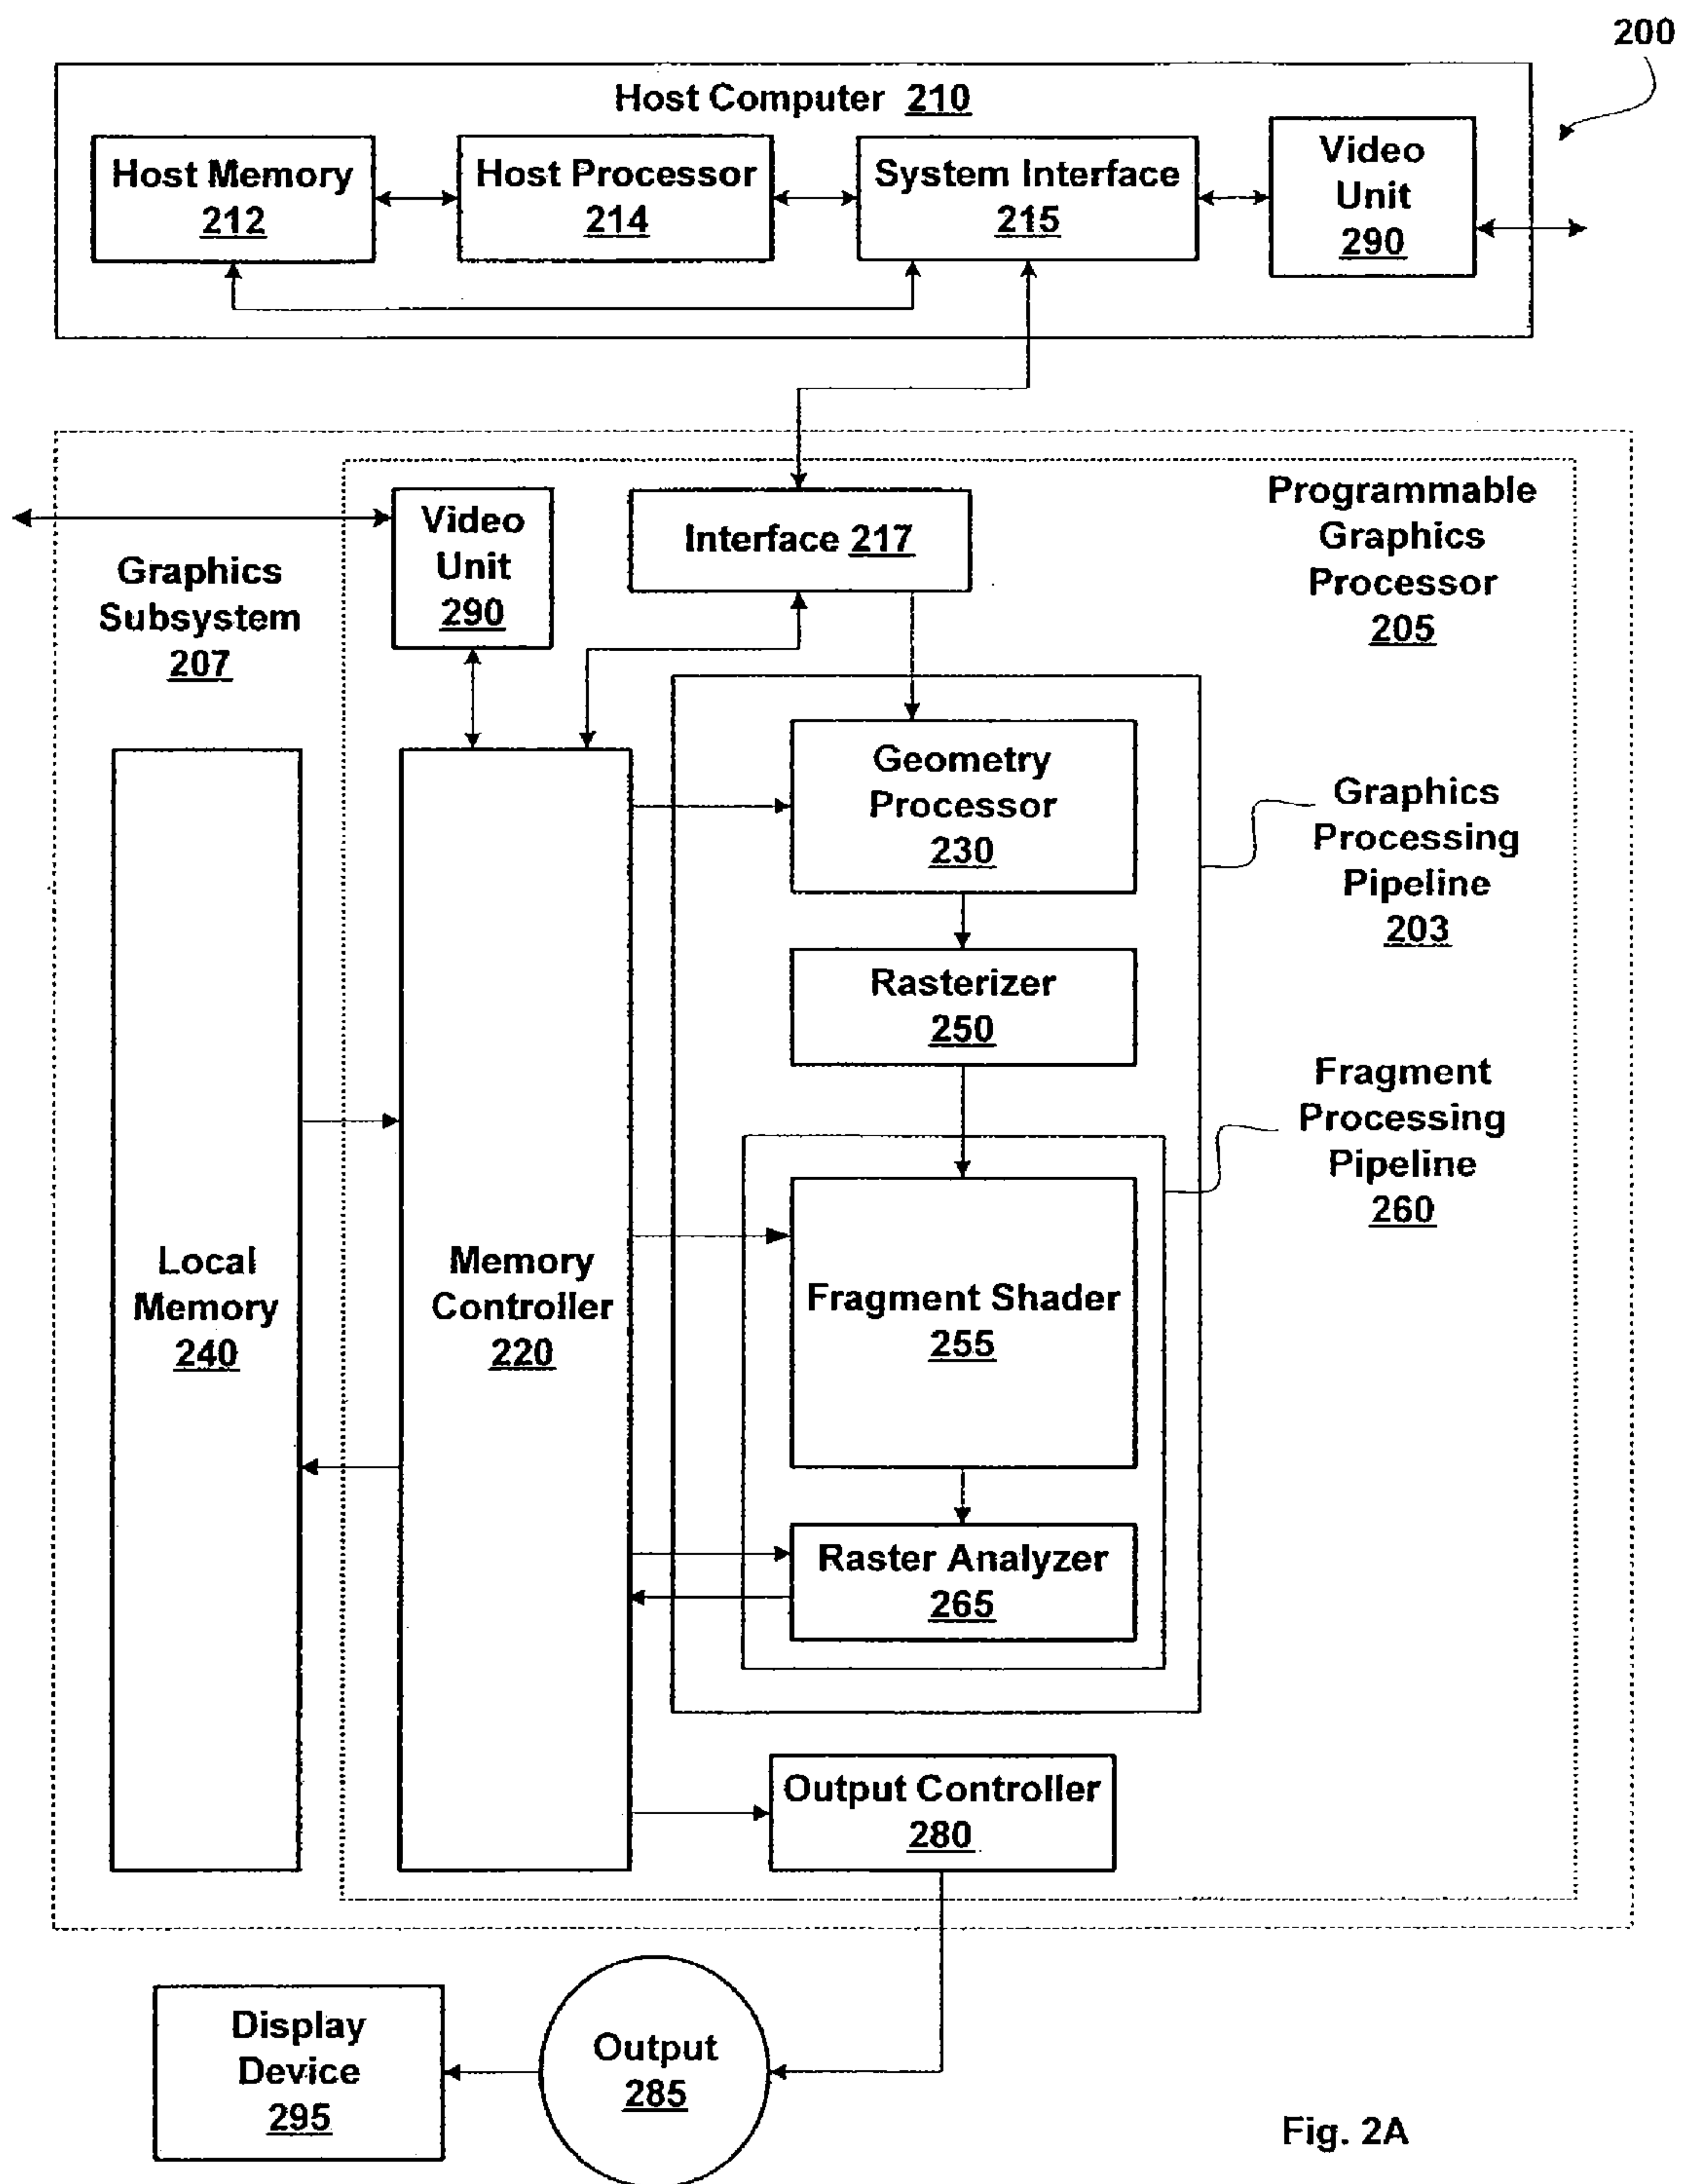 200
Host Computer 210
Host Memory
212
Host Processor
214
System Interface
215
Video
Unit
290
Programmable
Graphics
Processor
205
Video
Unit
290
Interface 217
Graphics
Subsystem
207
Geometry
Processor
230
Graphics
Processing
Pipeline
203
Rasterizer
250
Fragment
Processing
Pipeline
260
Local
Memory
240
Memory
Controller
220
Fragment Shader
255
Raster Analyzer
265
Output Controller
280
Display
Device
295
Output
285
Fig. 2A